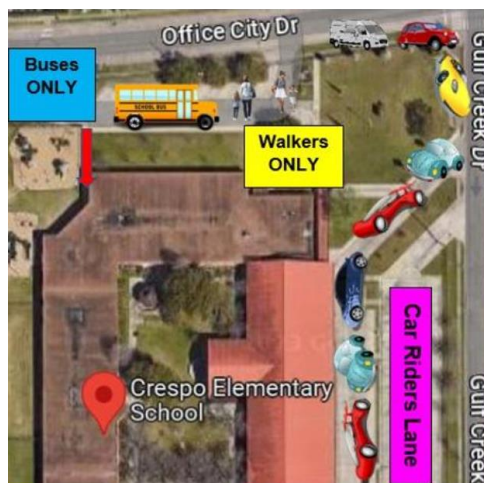 Office City Dr
Buses
ONLY
SCHOOL BUS
Walkers
ONLY
Gulf Creek Dr
Car Riders Lane
Crespo Elementary
School
Gulf Creek